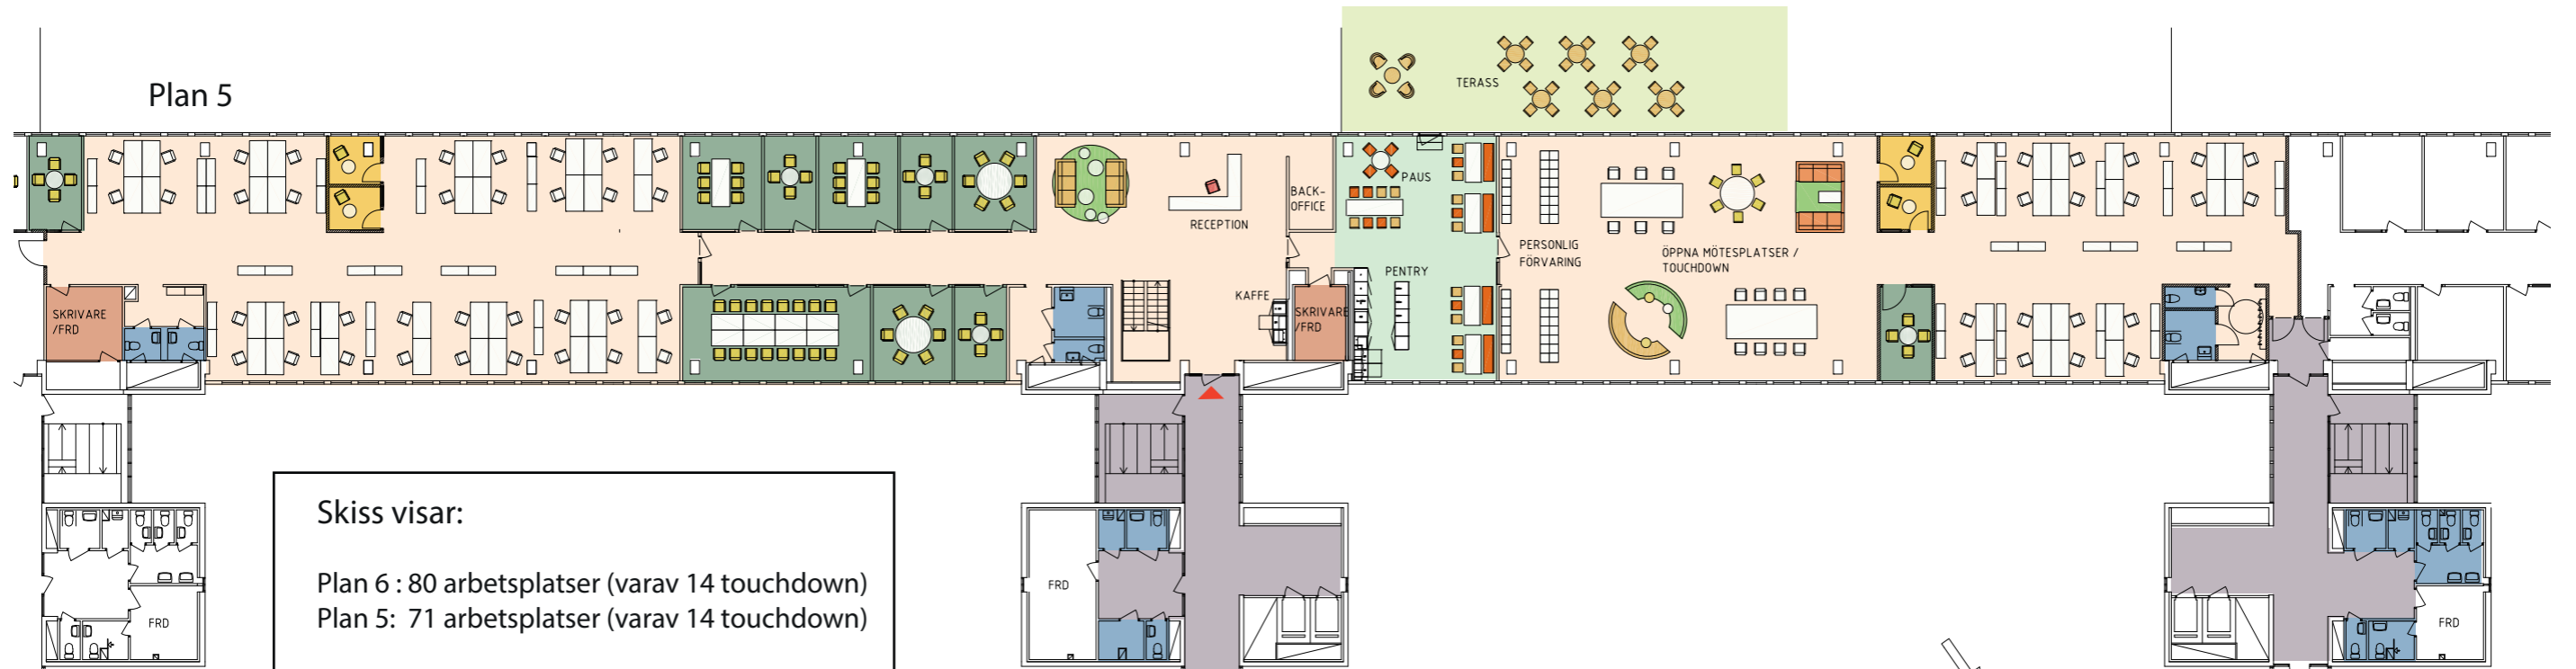 Plan 5
TERASS
BACK-
OFFICE
PAUS
RECEPTION
PERSONLIG
FÖRVARING
ÖPPNA MÖTESPLATSER /
TOUCHDOWN
PENTRY
KAFFE
SKRIVARE
/FRD
SKRIVARE
/FRD
Skiss visar:
Plan 6 : 80 arbetsplatser (varav 14 touchdown)
Plan 5: 71 arbetsplatser (varav 14 touchdown)
FRD
FRD
FRD